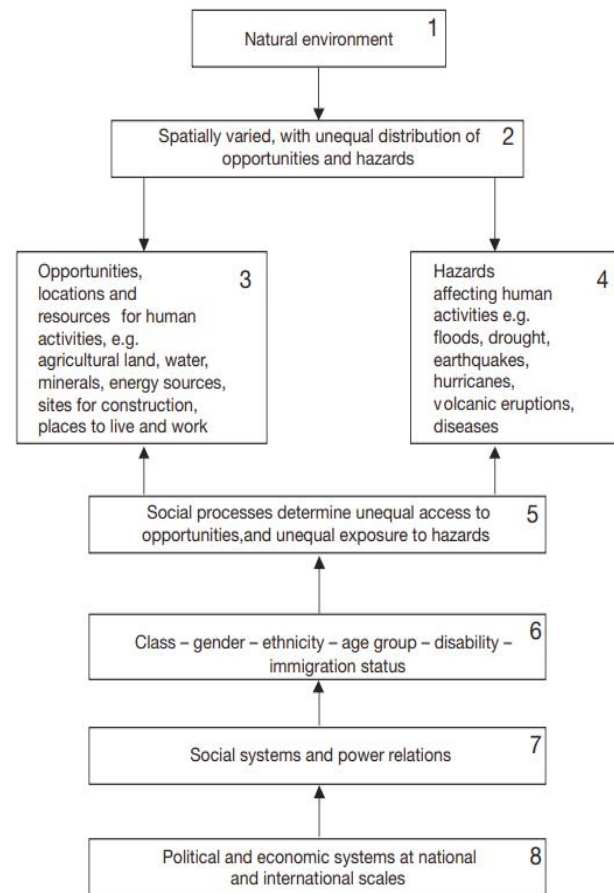 Natural environment 1
Spatially varied, with unequal distribution of 2
opportunities and hazards
Opportunities,
locations and 3
resources for human
activities, e.g.
agricultural land, water,
minerals, energy sources,
sites for construction,
places to live and work
Hazards
affecting human 4
activities e.g.
floods, drought,
earthquakes,
hurricanes,
volcanic eruptions,
diseases
Social processes determine unequal access to 5
opportunities,and unequal exposure to hazards
Class – gender – ethnicity – age group – disability – 6
immigration status
Social systems and power relations 7
Political and economic systems at national 8
and international scales